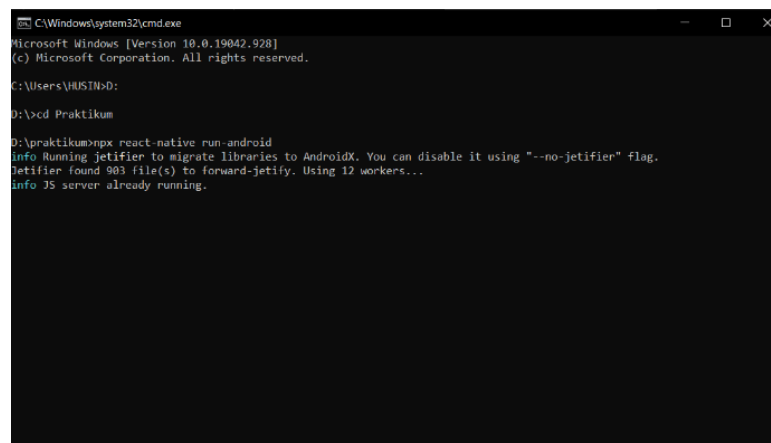 C:\Windows\system32\cmd.exe
Microsoft Windows [Version 10.0.19042.928]
(c) Microsoft Corporation. All rights reserved.
C:\Users\HUSIN>D:
D:\>cd Praktikum
D:\praktikum>npx react-native run-android
info Running jetifier to migrate libraries to AndroidX. You can disable it using "--no-jetifier" flag.
Jetifier found 903 file(s) to forward-jetify. Using 12 workers...
info JS server already running.